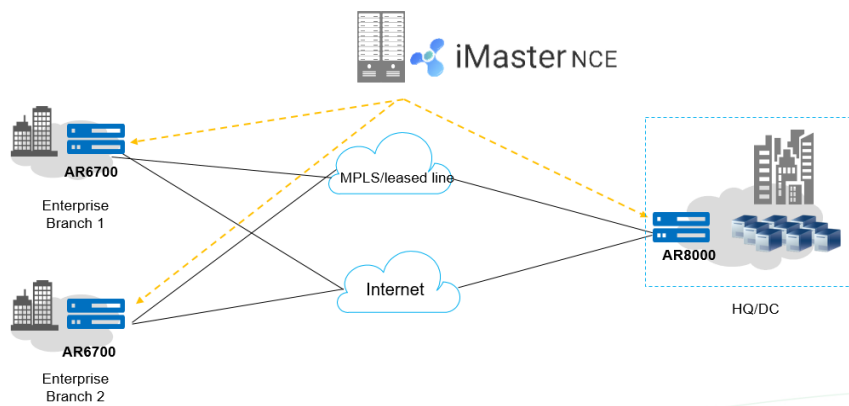 iMaster NCE
AR6700
Enterprise
Branch 1
MPLS/leased line
AR8000
HQ/DC
Internet
AR6700
Enterprise
Branch 2